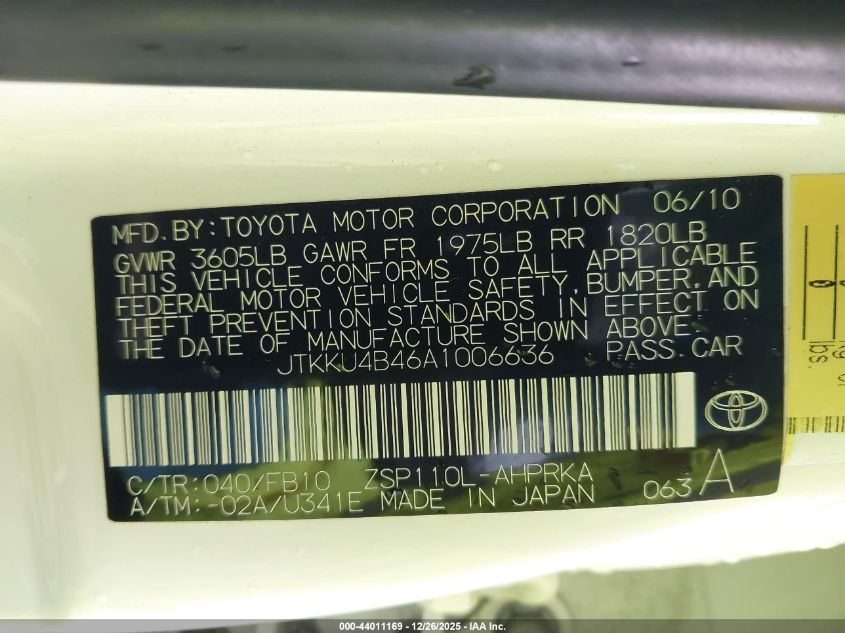 MFD. BY: TOYOTA MOTOR CORPORATION 06/10
GVWR 3605LB GAWR FR 1975LB RR 1820LB
THIS VEHICLE CONFORMS TO ALL APPLICABLE
FEDERAL MOTOR VEHICLE SAFETY, BUMPER, AND
THEFT PREVENTION STANDARDS IN EFFECT ON
THE DATE OF MANUFACTURE SHOWN ABOVE.
JTKKU4B46A1006636 PASS. CAR
C/TR: 040/FB10 ZSP110L-AHPRKA
A/TM: -02A/U341E MADE IN JAPAN 063 A
lbs.
000-44011169 - 12/26/2025 - IAA Inc.